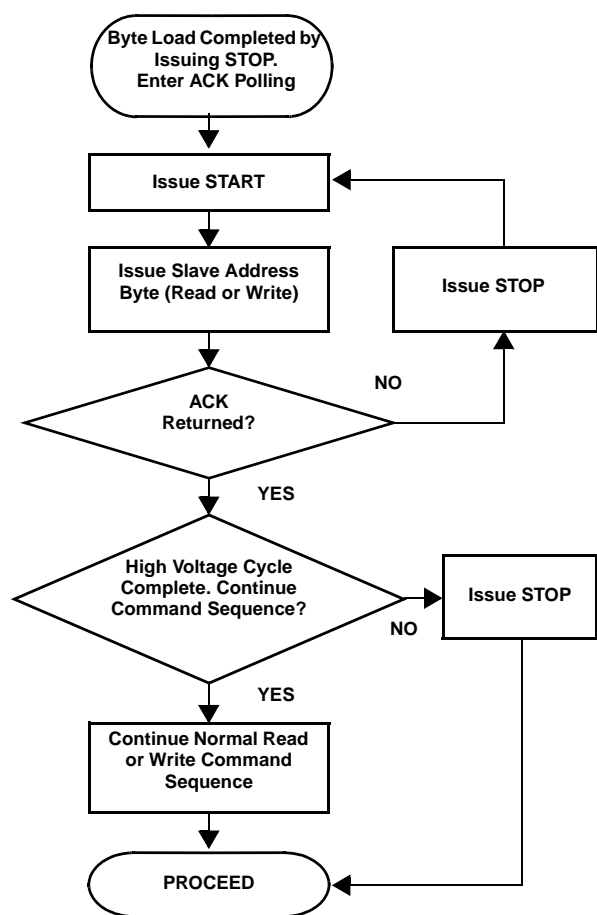 Byte Load Completed by
Issuing STOP.
Enter ACK Polling
Issue START
Issue Slave Address
Byte (Read or Write)
Issue STOP
NO
ACK
Returned?
YES
High Voltage Cycle
Complete. Continue
Command Sequence?
Issue STOP
NO
YES
Continue Normal Read
or Write Command
Sequence
PROCEED